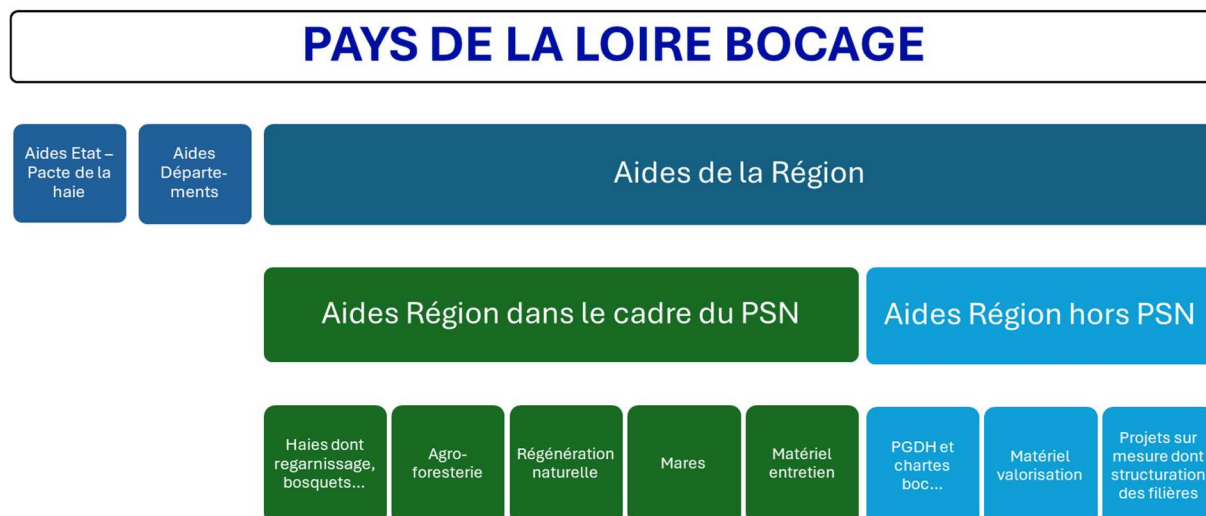 PAYS DE LA LOIRE BOCAGE
Aides Etat –
Pacte de la
haie
Aides
Départe-
ments
Aides de la Région
Aides Région dans le cadre du PSN
Aides Région hors PSN
Haies dont
regarnissage,
bosquets...
Agro-
foresterie
Régénération
naturelle
Mares
Matériel
entretien
PGDH et
chartes
boc...
Matériel
valorisation
Projets sur
mesure dont
structuration
des filières